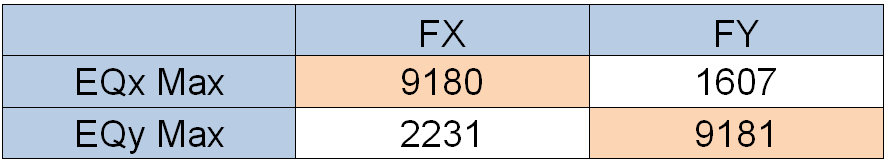 FX FY
EQx Max 9180 1607
EQy Max 2231 9181